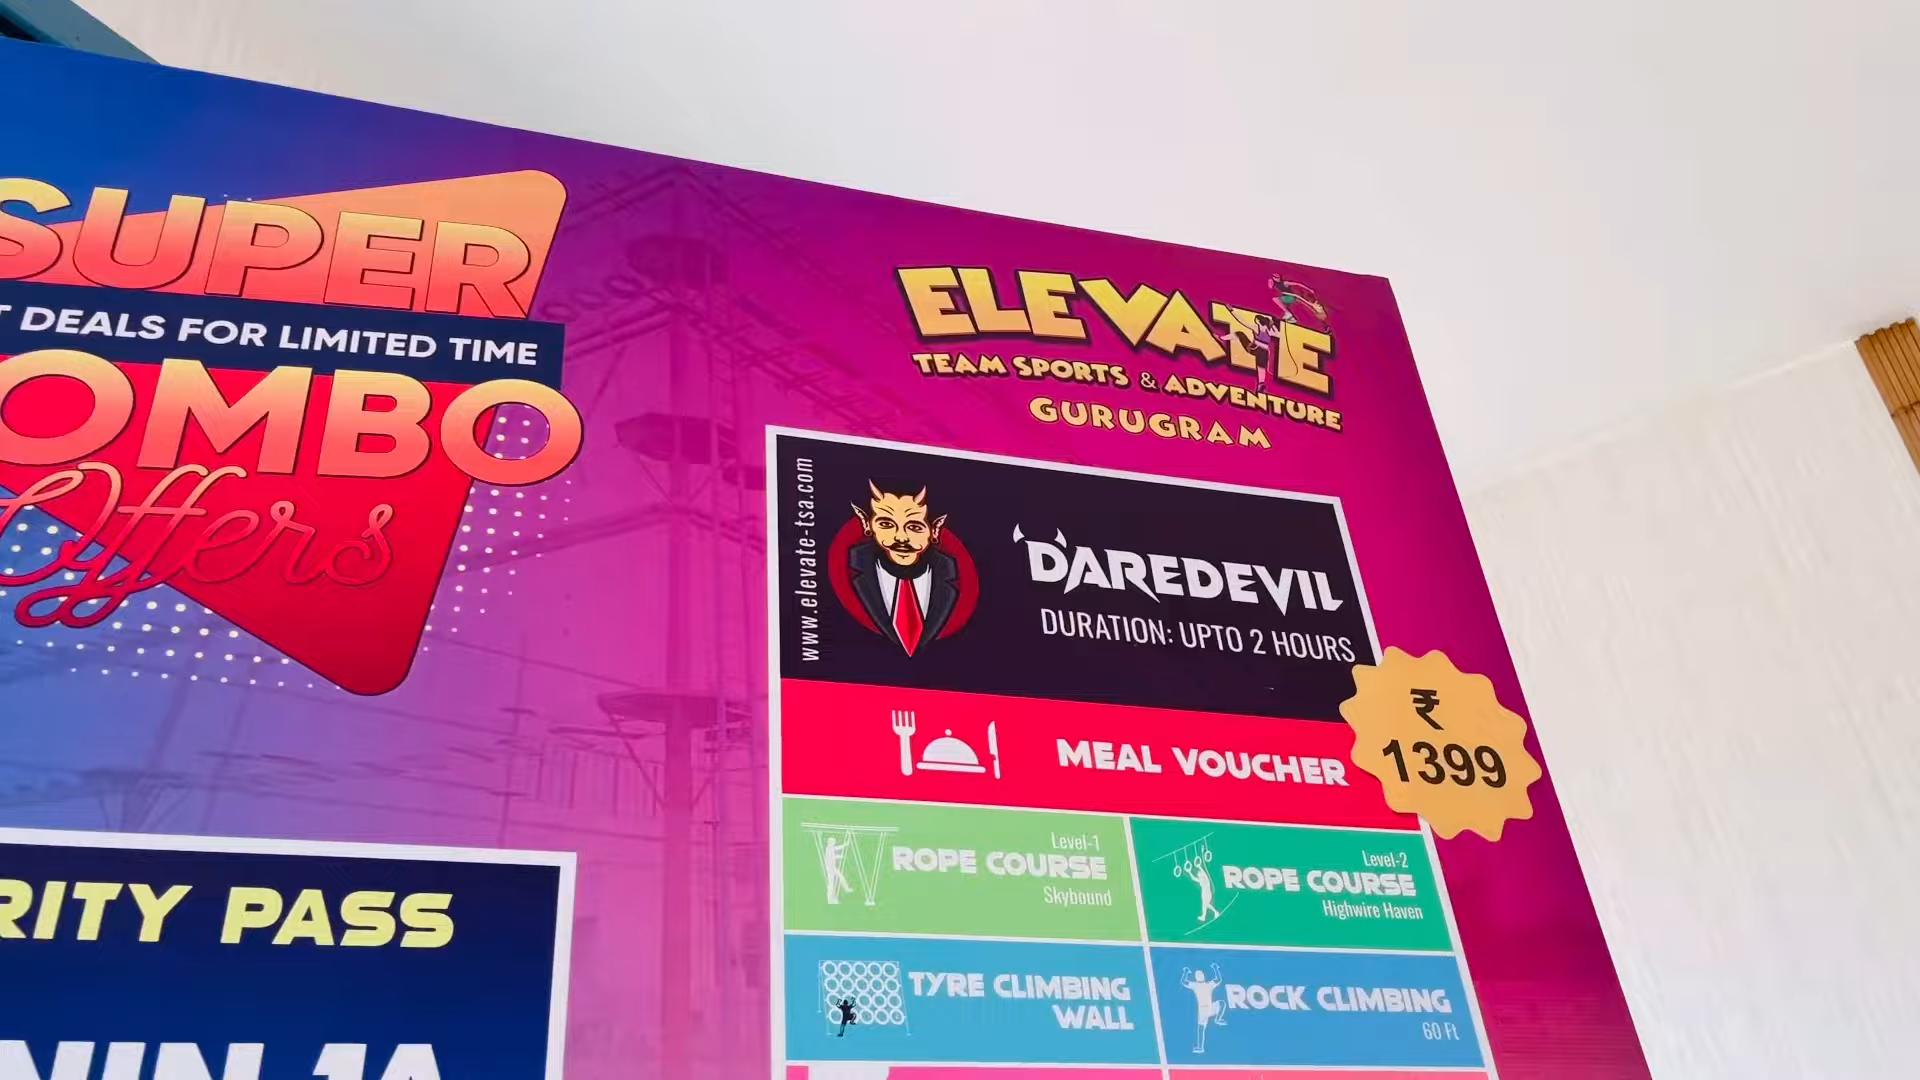 SUPER
DEALS FOR LIMITED TIME
OMBO
Offers
ELEVATE
TEAM SPORTS & ADVENTURE
GURUGRAM
www.elevate-tsa.com
DAREDEVIL
DURATION: UPTO 2 HOURS
₹
1399
MEAL VOUCHER
Level-1
ROPE COURSE
Skybound
Level-2
ROPE COURSE
Highwire Haven
TYRE CLIMBING
WALL
ROCK CLIMBING
60 Ft
RITY PASS